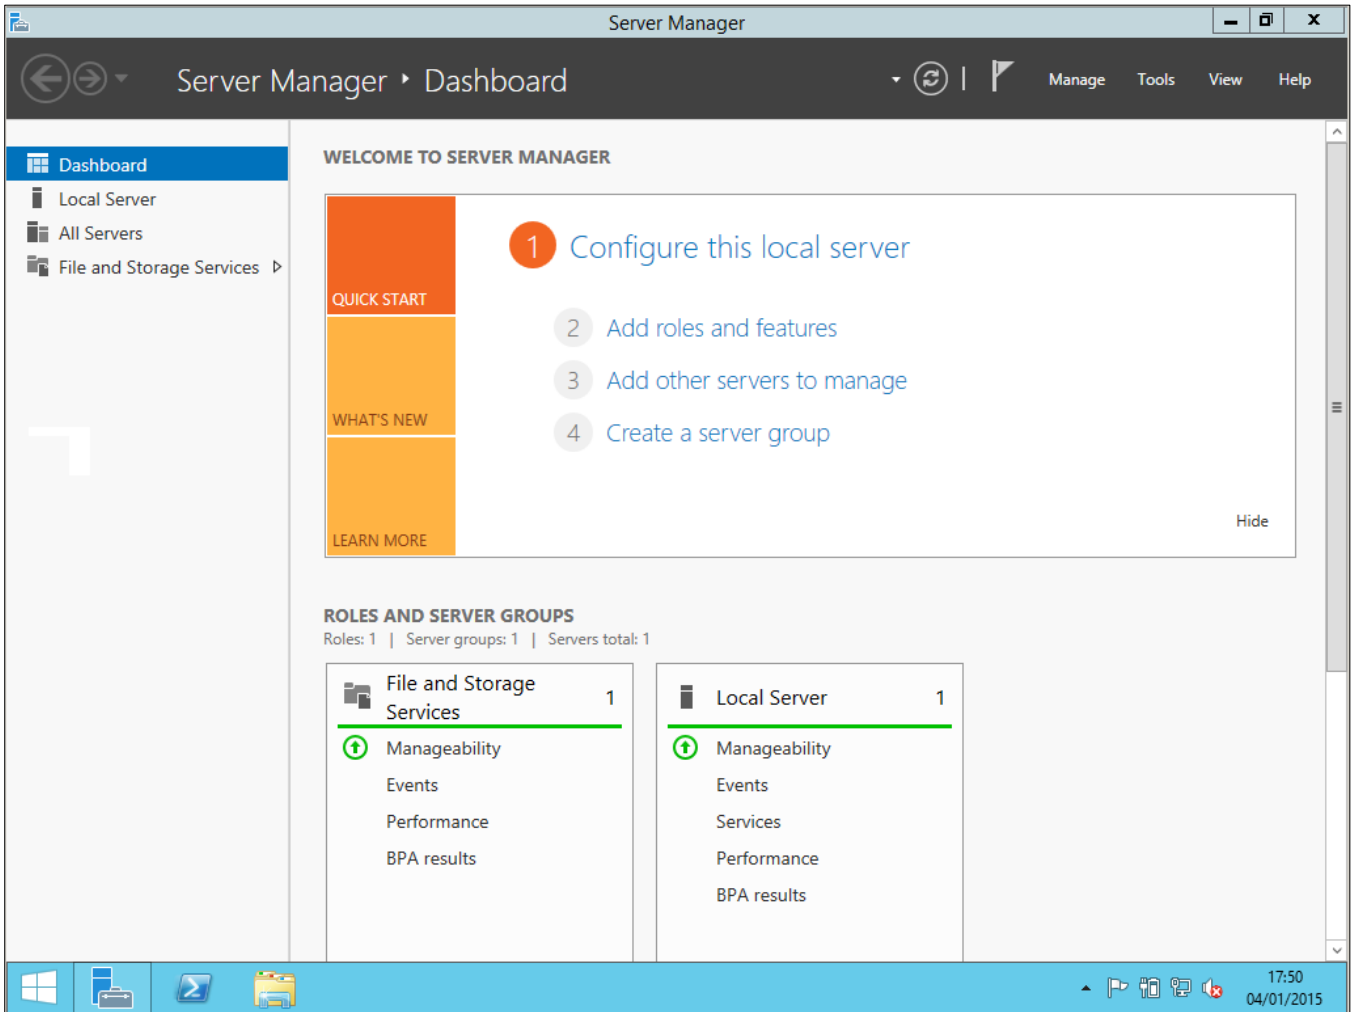 Server Manager
Server Manager ‣ Dashboard
Manage Tools View Help
Dashboard
Local Server
All Servers
File and Storage Services
WELCOME TO SERVER MANAGER
QUICK START
WHAT'S NEW
LEARN MORE
1 Configure this local server
2 Add roles and features
3 Add other servers to manage
4 Create a server group
Hide
ROLES AND SERVER GROUPS
Roles: 1 | Server groups: 1 | Servers total: 1
File and Storage
Services
1
Manageability
Events
Performance
BPA results
Local Server 1
Manageability
Events
Services
Performance
BPA results
17:50
04/01/2015